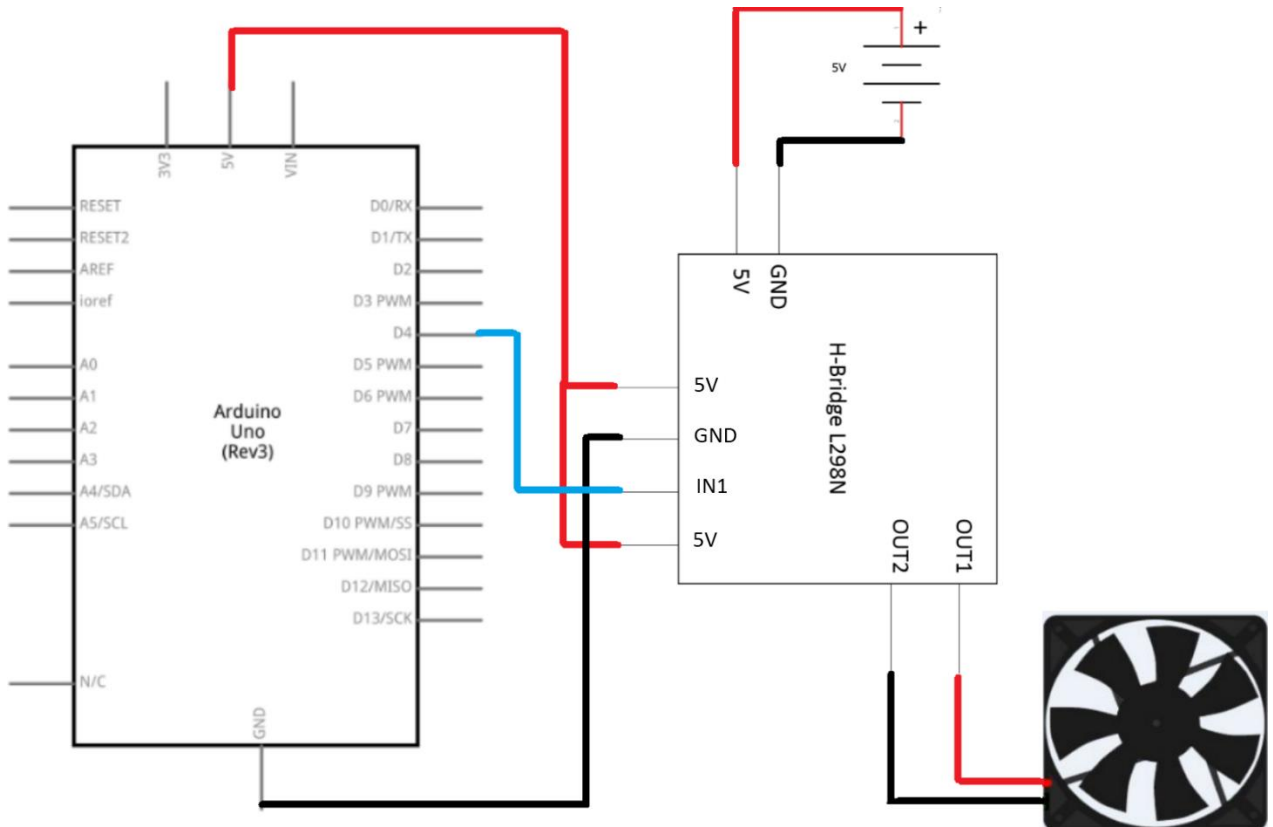 +
5V
3V3
5V
VIN
RESET
RESET2
AREF
ioref
A0
A1
A2
A3
A4/SDA
A5/SCL
N/C
Arduino
Uno
(Rev3)
D0/RX
D1/TX
D2
D3 PWM
D4
D5 PWM
D6 PWM
D7
D8
D9 PWM
D10 PWM/SS
D11 PWM/MOSI
D12/MISO
D13/SCK
GND
5V
GND
5V
GND
IN1
5V
H-Bridge L298N
OUT2
OUT1